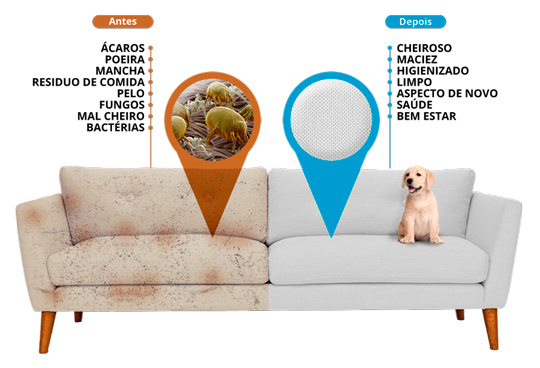 Antes
ÁCAROS
POEIRA
MANCHA
RESIDUO DE COMIDA
PELO
FUNGOS
MAL CHEIRO
BACTÉRIAS
Depois
CHEIROSO
MACIEZ
HIGIENIZADO
LIMPO
ASPECTO DE NOVO
SAÚDE
BEM ESTAR